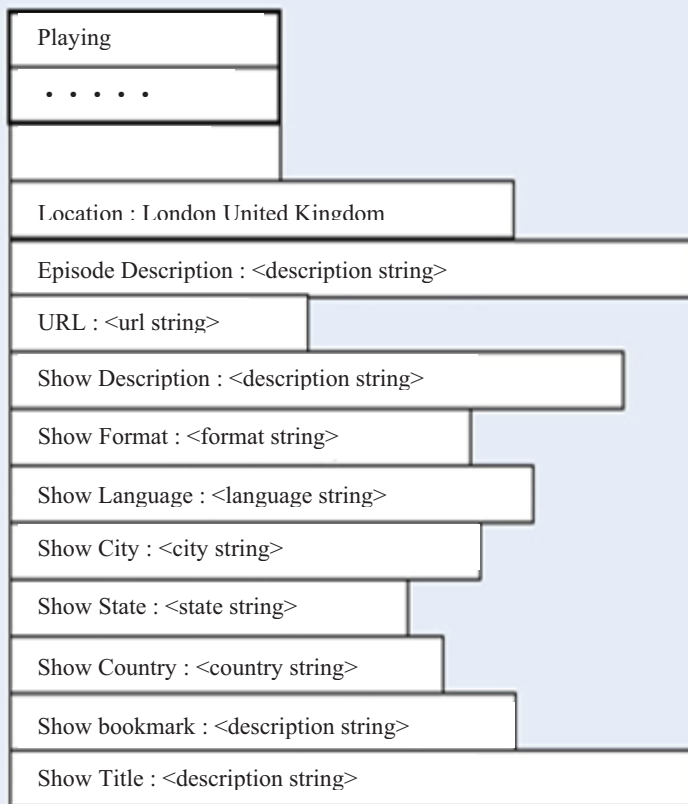 Playing
. . . . .
Location : London United Kingdom
Episode Description : <description string>
URL : <url string>
Show Description : <description string>
Show Format : <format string>
Show Language : <language string>
Show City : <city string>
Show State : <state string>
Show Country : <country string>
Show bookmark : <description string>
Show Title : <description string>